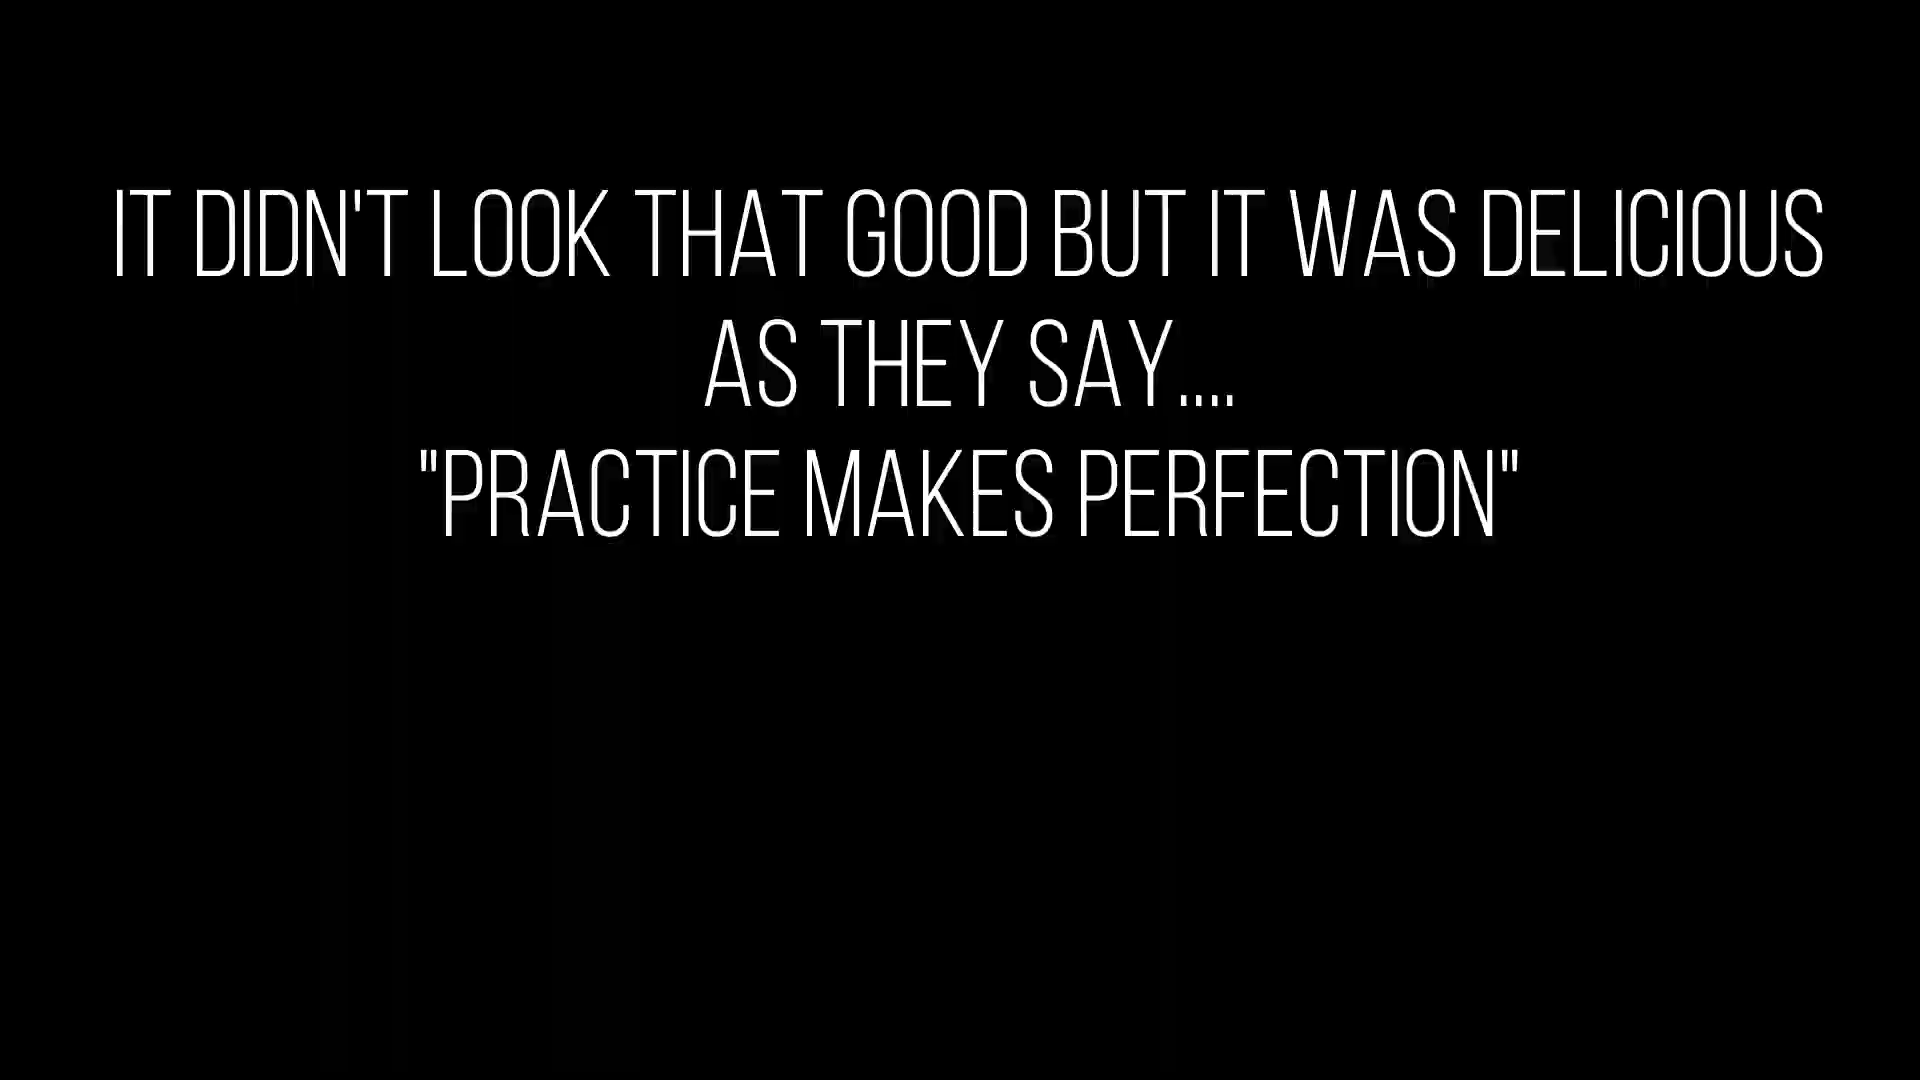 IT DIDN'T LOOK THAT GOOD BUT IT WAS DELICIOUS
AS THEY SAY....
"PRACTICE MAKES PERFECTION"